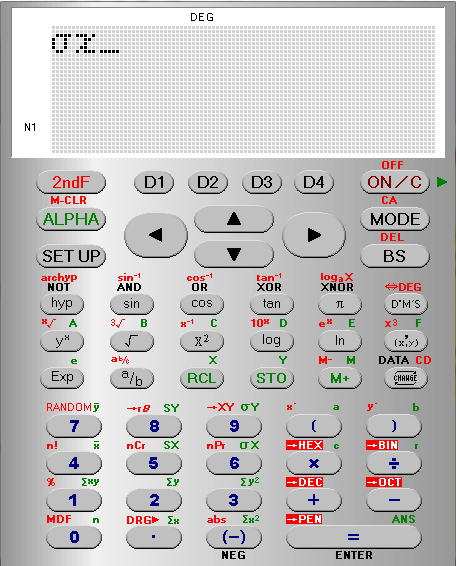 DEG
σx_
N1
OFF
2ndF D1 D2 D3 D4 ON/C
M-CLR CA
ALPHA ◀ ▲ ▶ MODE
DEL
SET UP ▼ BS
archyp sin⁻¹ cos⁻¹ tan⁻¹ logₐX ⇔DEG
NOT AND OR XOR XNOR
hyp sin cos tan π D°M'S
ˣ√ A ³√ B x⁻¹ C 10ˣ D eˣ E x³ F
yˣ √ X² log ln (x,y)
e a b/c X Y M- M DATA CD
Exp a/b RCL STO M+ CHANGE
RANDOM ȳ →rθ SY →XY σY x´ a y´ b
7 8 9 ( )
n! x̄ nCr SX nPr σX →HEX c →BIN r
4 5 6 × ÷
% Σxy Σy Σy² →DEC →OCT
1 2 3 + −
MDF n DRG▶ Σx abs Σx² →PEN ANS
0 · (−) =
NEG ENTER